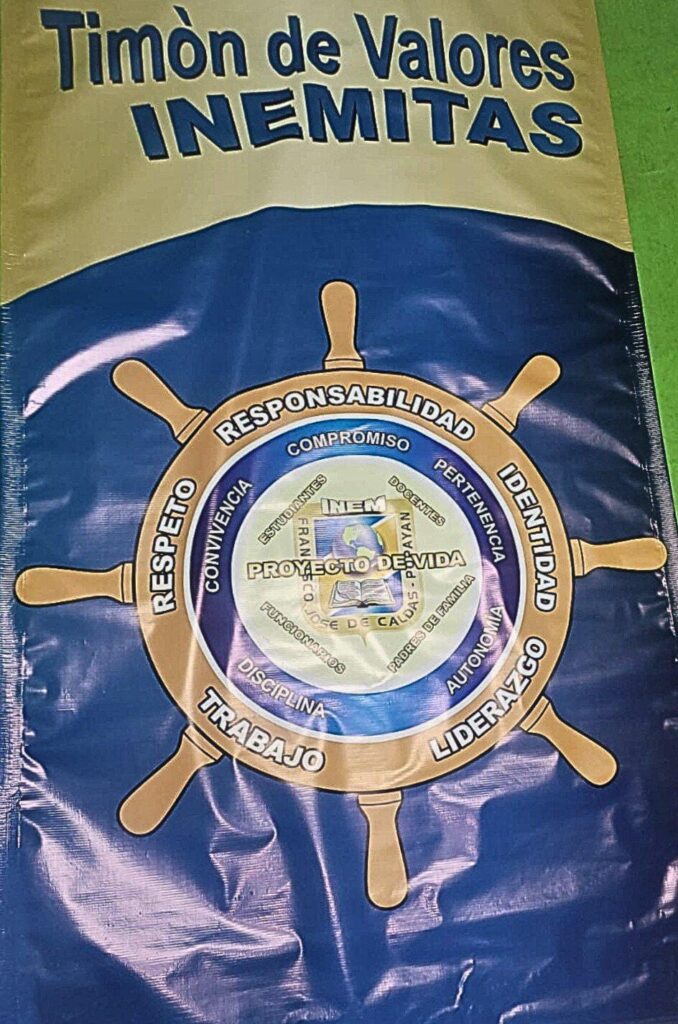 Timòn de Valores
INEMITAS
RESPONSABILIDAD
IDENTIDAD
LIDERAZGO
TRABAJO
RESPETO
COMPROMISO
PERTENENCIA
AUTONOMIA
DISCIPLINA
CONVIVENCIA
ESTUDIANTES
DOCENTES
PADRES DE FAMILIA
FUNCIONARIOS
INEM
PROYECTO DE VIDA
FRANCISCO JOSE DE CALDAS - POPAYAN